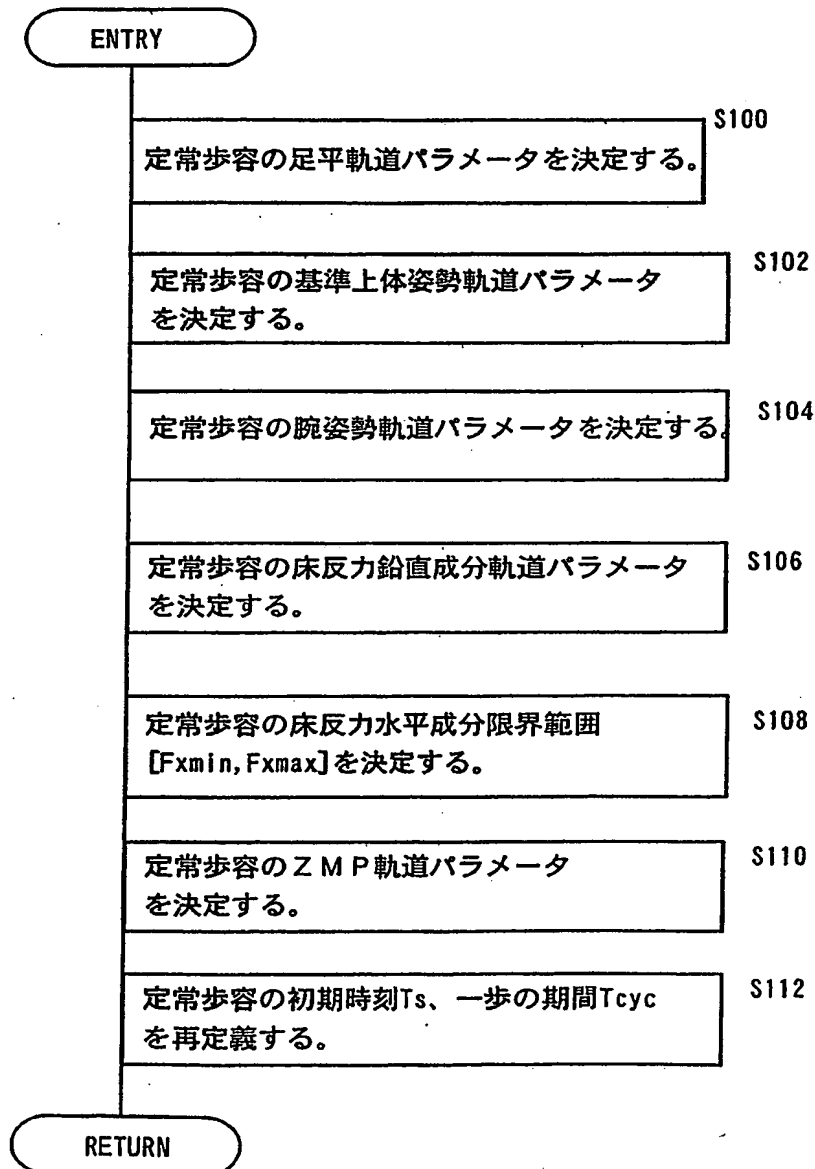 ENTRY
S100
定常歩容の足平軌道パラメータを決定する。
S102
定常歩容の基準上体姿勢軌道パラメータ
を決定する。
S104
定常歩容の腕姿勢軌道パラメータを決定する。
S106
定常歩容の床反力鉛直成分軌道パラメータ
を決定する。
S108
定常歩容の床反力水平成分限界範囲
[Fxmin,Fxmax]を決定する。
S110
定常歩容のZMP軌道パラメータ
を決定する。
S112
定常歩容の初期時刻Ts、一歩の期間Tcyc
を再定義する。
RETURN